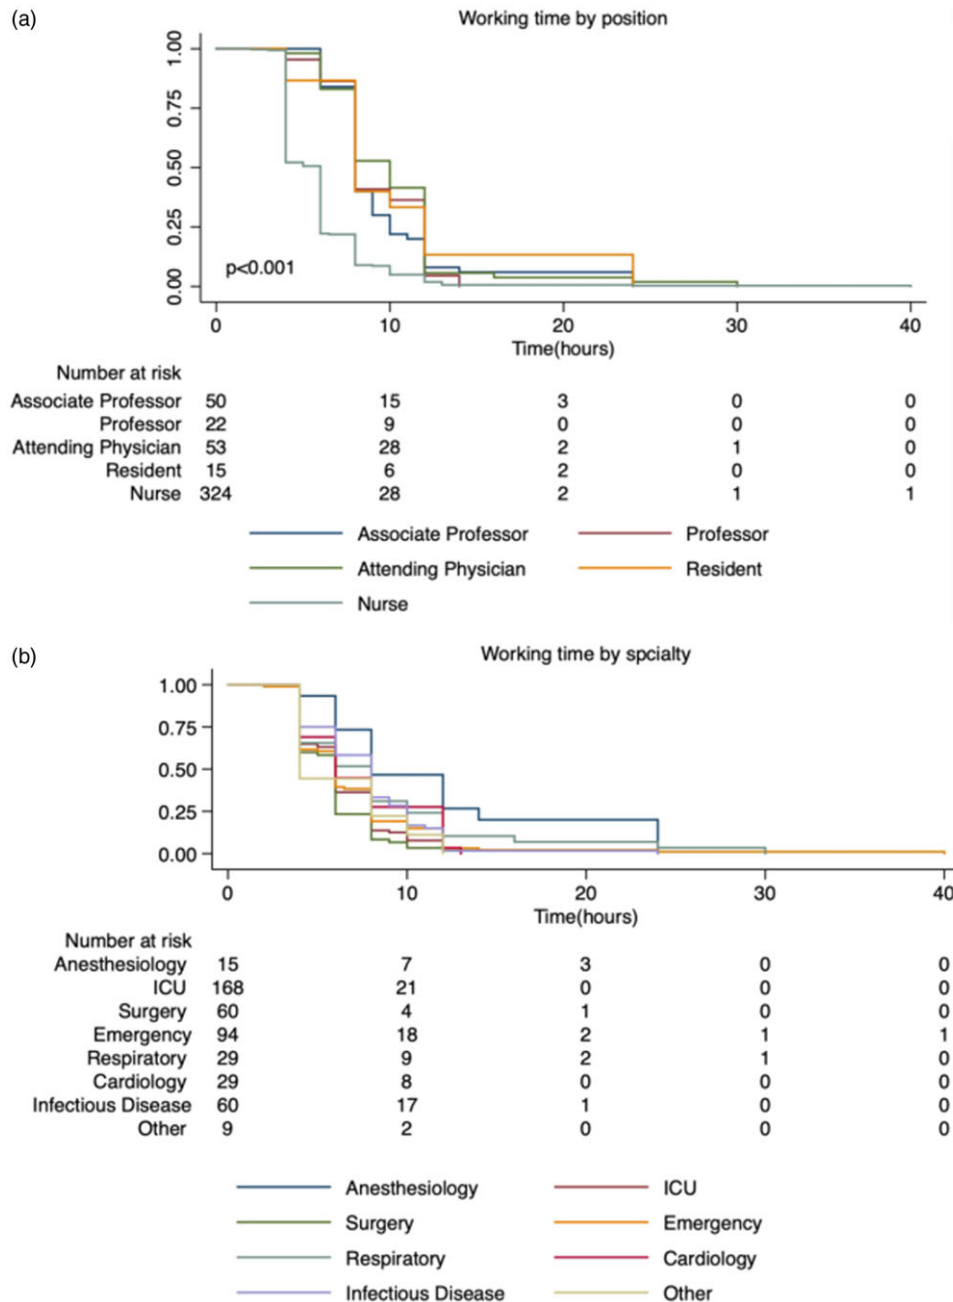 (a)
Working time by position
1.00
0.75
0.50
0.25
0.00
p<0.001
0 10 20 30 40
Time(hours)
Number at risk
Associate Professor 50 15 3 0 0
Professor 22 9 0 0 0
Attending Physician 53 28 2 1 0
Resident 15 6 2 0 0
Nurse 324 28 2 1 1
Associate Professor Professor
Attending Physician Resident
Nurse
(b)
Working time by spcialty
1.00
0.75
0.50
0.25
0.00
0 10 20 30 40
Time(hours)
Number at risk
Anesthesiology 15 7 3 0 0
ICU 168 21 0 0 0
Surgery 60 4 1 0 0
Emergency 94 18 2 1 1
Respiratory 29 9 2 1 0
Cardiology 29 8 0 0 0
Infectious Disease 60 17 1 0 0
Other 9 2 0 0 0
Anesthesiology ICU
Surgery Emergency
Respiratory Cardiology
Infectious Disease Other